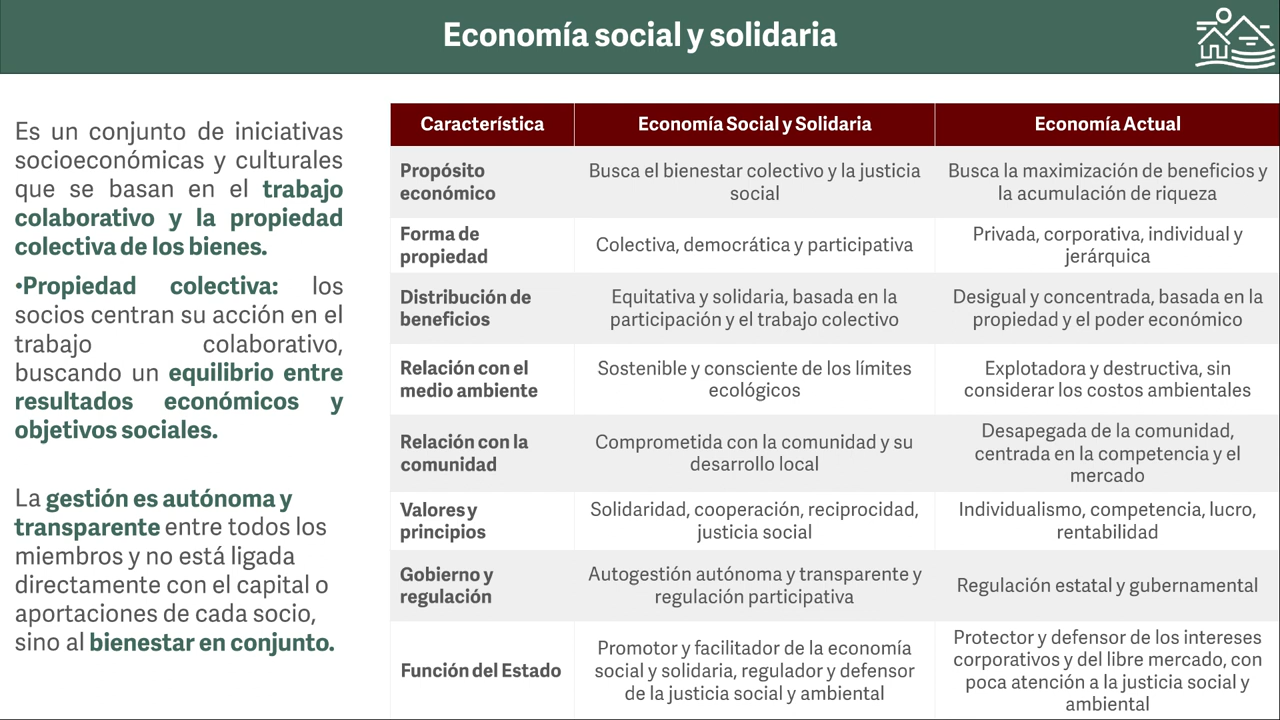 Economía social y solidaria
Es un conjunto de iniciativas
socioeconómicas y culturales
que se basan en el trabajo
colaborativo y la propiedad
colectiva de los bienes.
•Propiedad colectiva: los
socios centran su acción en el
trabajo colaborativo,
buscando un equilibrio entre
resultados económicos y
objetivos sociales.
La gestión es autónoma y
transparente entre todos los
miembros y no está ligada
directamente con el capital o
aportaciones de cada socio,
sino al bienestar en conjunto.
Característica Economía Social y Solidaria Economía Actual
Propósito
económico
Busca el bienestar colectivo y la justicia
social
Busca la maximización de beneficios y
la acumulación de riqueza
Forma de
propiedad
Colectiva, democrática y participativa
Privada, corporativa, individual y
jerárquica
Distribución de
beneficios
Equitativa y solidaria, basada en la
participación y el trabajo colectivo
Desigual y concentrada, basada en la
propiedad y el poder económico
Relación con el
medio ambiente
Sostenible y consciente de los límites
ecológicos
Explotadora y destructiva, sin
considerar los costos ambientales
Relación con la
comunidad
Comprometida con la comunidad y su
desarrollo local
Desapegada de la comunidad,
centrada en la competencia y el
mercado
Valores y
principios
Solidaridad, cooperación, reciprocidad,
justicia social
Individualismo, competencia, lucro,
rentabilidad
Gobierno y
regulación
Autogestión autónoma y transparente y
regulación participativa
Regulación estatal y gubernamental
Función del Estado
Promotor y facilitador de la economía
social y solidaria, regulador y defensor
de la justicia social y ambiental
Protector y defensor de los intereses
corporativos y del libre mercado, con
poca atención a la justicia social y
ambiental